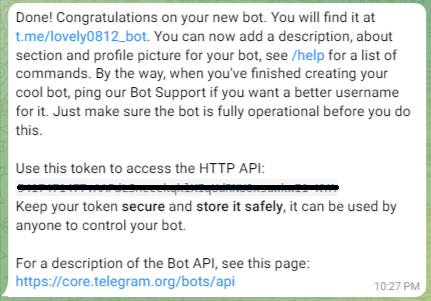 Done! Congratulations on your new bot. You will find it at
t.me/lovely0812_bot. You can now add a description, about
section and profile picture for your bot, see /help for a list of
commands. By the way, when you've finished creating your
cool bot, ping our Bot Support if you want a better username
for it. Just make sure the bot is fully operational before you do
this.
Use this token to access the HTTP API:
Keep your token secure and store it safely, it can be used by
anyone to control your bot.
For a description of the Bot API, see this page:
https://core.telegram.org/bots/api
10:27 PM